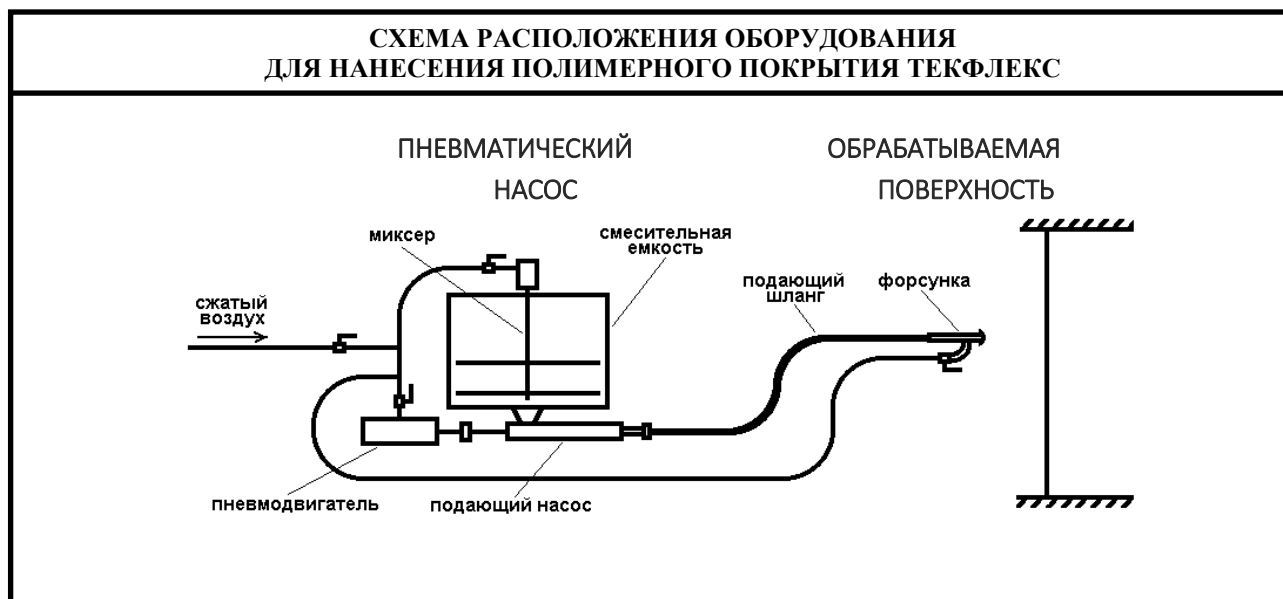 СХЕМА РАСПОЛОЖЕНИЯ ОБОРУДОВАНИЯ
ДЛЯ НАНЕСЕНИЯ ПОЛИМЕРНОГО ПОКРЫТИЯ ТЕКФЛЕКС
ПНЕВМАТИЧЕСКИЙ
НАСОС
ОБРАБАТЫВАЕМАЯ
ПОВЕРХНОСТЬ
миксер
смесительная
емкость
подающий
шланг
форсунка
сжатый
воздух
пневмодвигатель
подающий насос